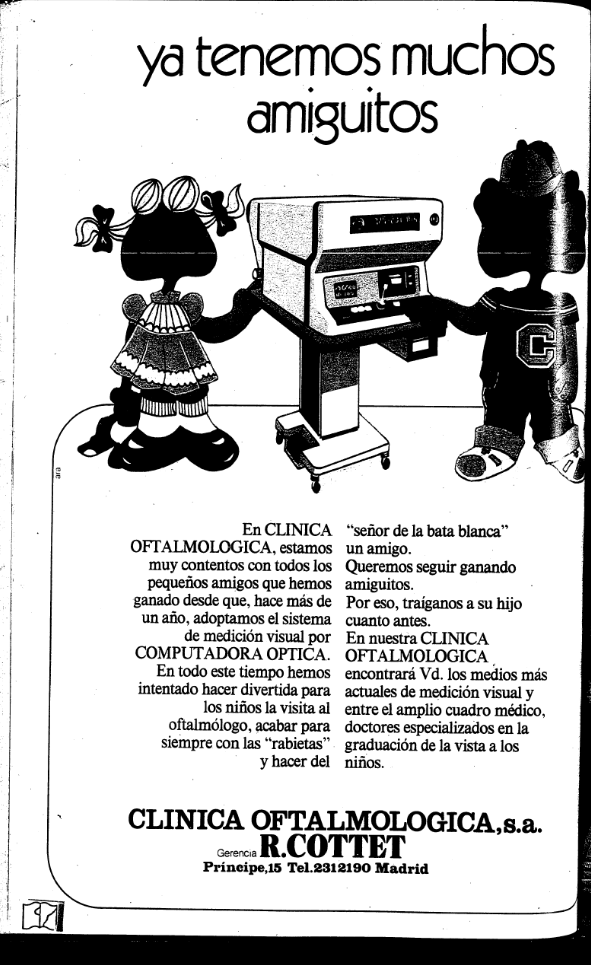 ya tenemos muchos
amiguitos
C
ara
En CLINICA
OFTALMOLOGICA, estamos
muy contentos con todos los
pequeños amigos que hemos
ganado desde que, hace más de
un año, adoptamos el sistema
de medición visual por
COMPUTADORA OPTICA.
En todo este tiempo hemos
intentado hacer divertida para
los niños la visita al
oftalmólogo, acabar para
siempre con las "rabietas"
y hacer del
"señor de la bata blanca"
un amigo.
Queremos seguir ganando
amiguitos.
Por eso, traíganos a su hijo
cuanto antes.
En nuestra CLINICA
OFTALMOLOGICA
encontrará Vd. los medios más
actuales de medición visual y
entre el amplio cuadro médico,
doctores especializados en la
graduación de la vista a los
niños.
CLINICA OFTALMOLOGICA,s.a.
Gerencia R.COTTET
Príncipe,15 Tel.2312190 Madrid